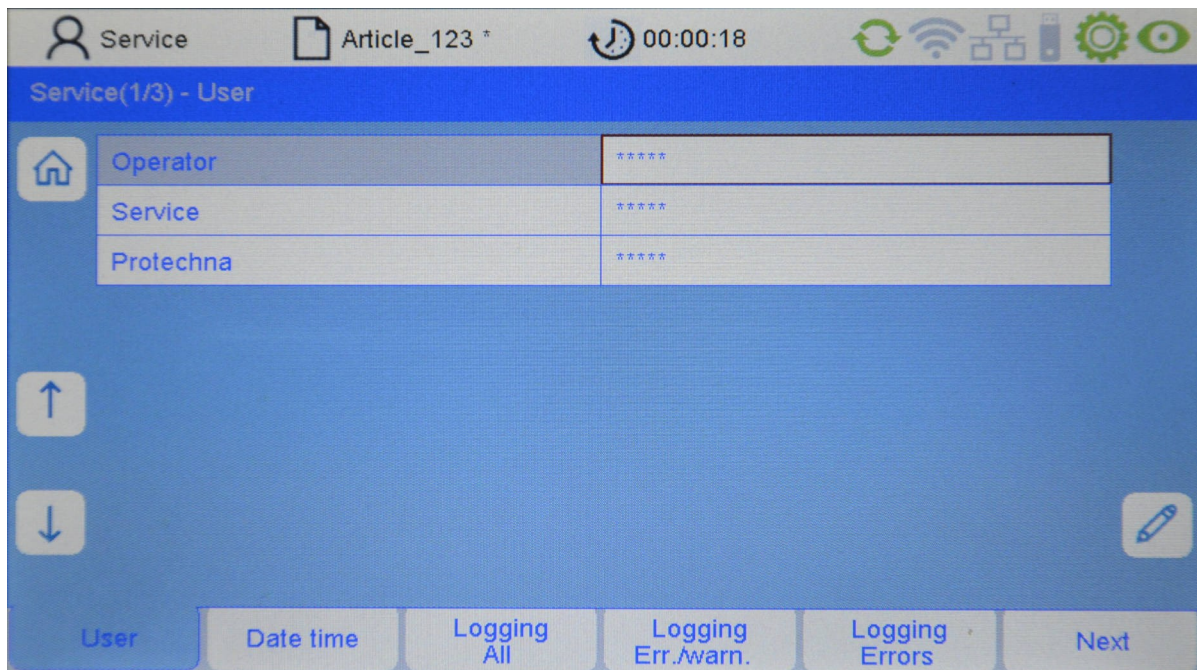 Service Article_123 * 00:00:18
Service(1/3) - User
Operator *****
Service *****
Protechna *****
User Date time Logging All Logging Err./warn. Logging Errors Next